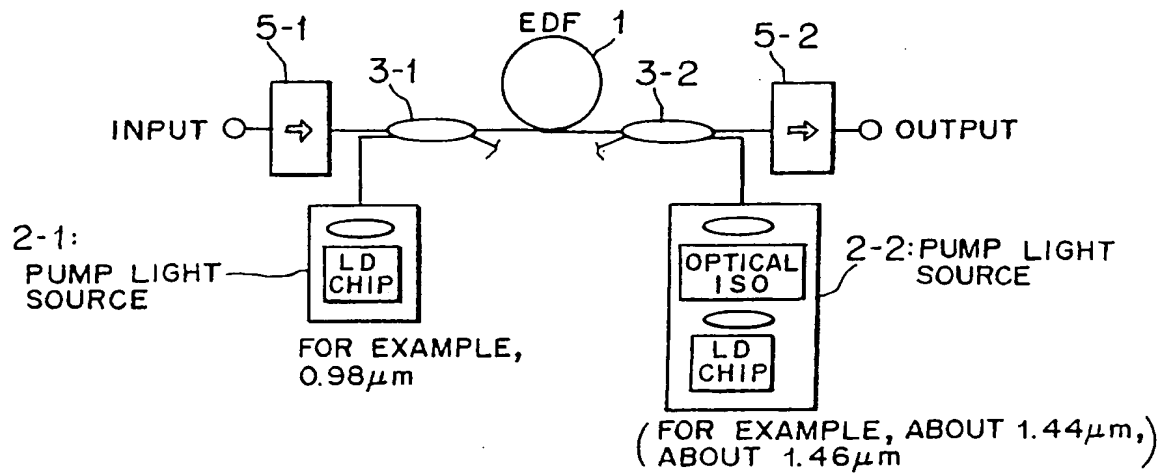 5-1
EDF
1
5-2
3-1
3-2
INPUT
⇨
⇨
OUTPUT
2-1:
PUMP LIGHT
SOURCE
LD
CHIP
OPTICAL
ISO
LD
CHIP
2-2: PUMP LIGHT
SOURCE
FOR EXAMPLE,
0.98μm
(FOR EXAMPLE, ABOUT 1.44μm,
ABOUT 1.46μm)